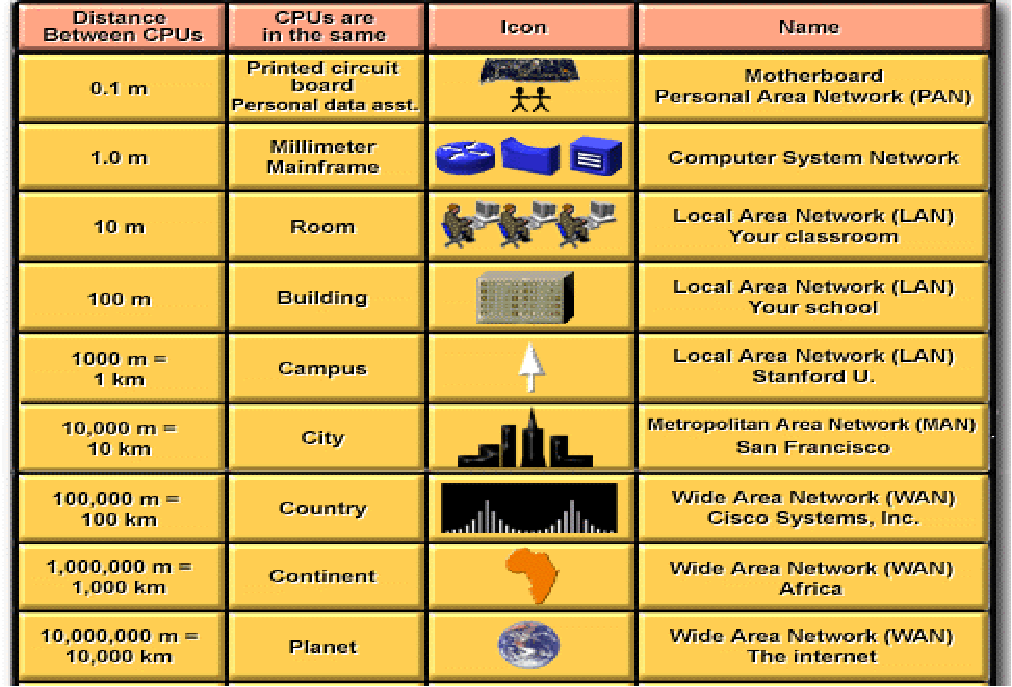 Distance
Between CPUs
CPUs are
in the same
Icon
Name
0.1 m
Printed circuit
board
Personal data asst.
Motherboard
Personal Area Network (PAN)
1.0 m
Millimeter
Mainframe
Computer System Network
10 m
Room
Local Area Network (LAN)
Your classroom
100 m
Building
Local Area Network (LAN)
Your school
1000 m =
1 km
Campus
Local Area Network (LAN)
Stanford U.
10,000 m =
10 km
City
Metropolitan Area Network (MAN)
San Francisco
100,000 m =
100 km
Country
Wide Area Network (WAN)
Cisco Systems, Inc.
1,000,000 m =
1,000 km
Continent
Wide Area Network (WAN)
Africa
10,000,000 m =
10,000 km
Planet
Wide Area Network (WAN)
The internet